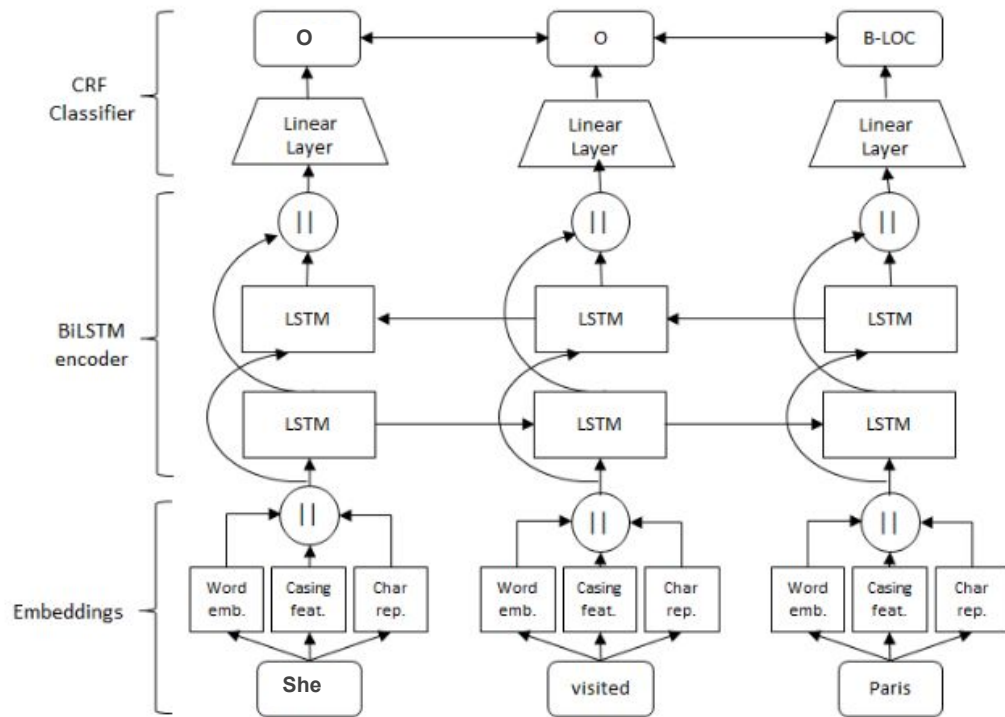 O
O
B-LOC
CRF
Classifier
Linear
Layer
Linear
Layer
Linear
Layer
||
||
||
BiLSTM
encoder
LSTM
LSTM
LSTM
LSTM
LSTM
LSTM
||
||
||
Embeddings
Word
emb.
Casing
feat.
Char
rep.
Word
emb.
Casing
feat.
Char
rep.
Word
emb.
Casing
feat.
Char
rep.
She
visited
Paris